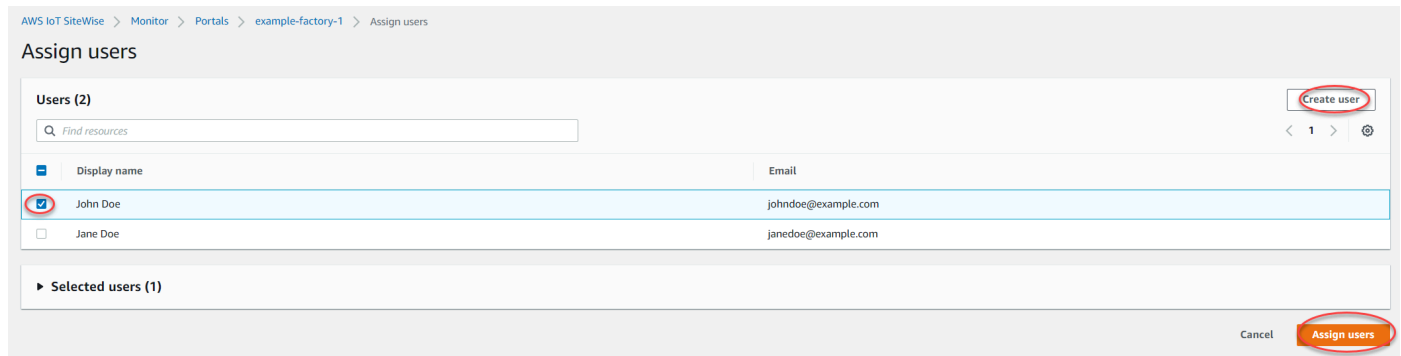 AWS IoT SiteWise > Monitor > Portals > example-factory-1 > Assign users
Assign users
Users (2)
Create user
Find resources
< 1 >
Display name Email
John Doe johndoe@example.com
Jane Doe janedoe@example.com
Selected users (1)
Cancel Assign users